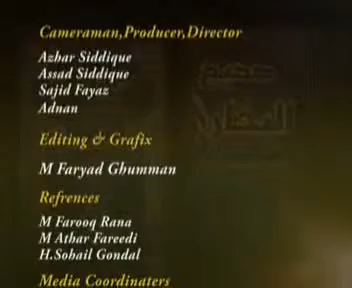 Cameraman,Producer,Director
Azhar Siddique
Assad Siddique
Sajid Fayaz
Adnan
Editing & Grafix
M Faryad Ghumman
Refrences
M Farooq Rana
M Athar Fareedi
H.Sohail Gondal
Media Coordinaters